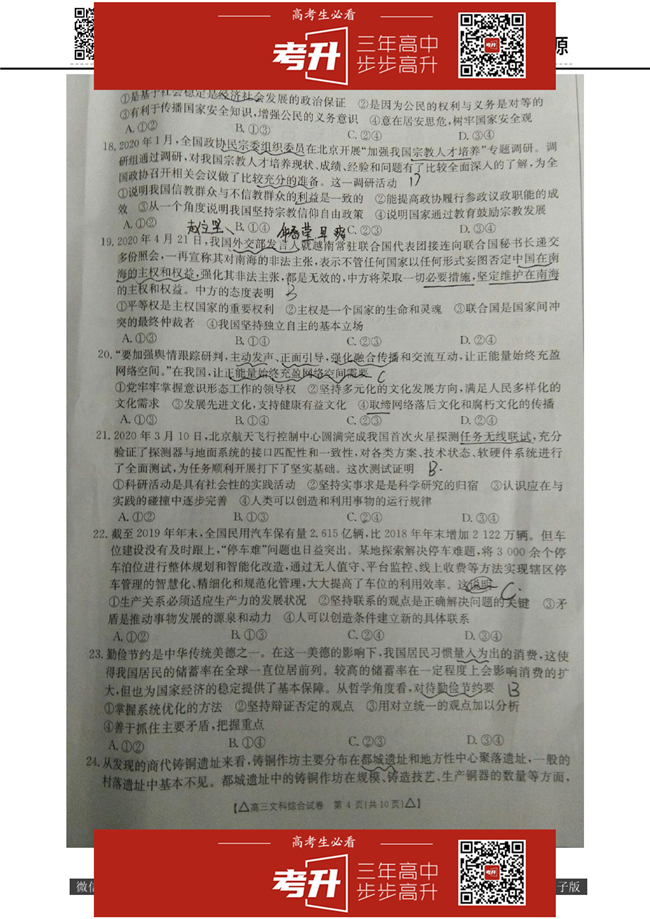 高考生必看
考升
三年高中
步步高升
源
①是基于社会稳定是经济社会发展的政治保证 ②是因为公民的权利与义务是对等的
③有利于传播国家安全知识,增强公民的义务意识 ④意在居安思危,树牢国家安全观
A.①② B.①③ C.②④ D.③④
18.2020年1月,全国政协民宗委组织委员在北京开展“加强我国宗教人才培养”专题调研。调
研组通过调研,对我国宗教人才培养现状、成绩、经验和问题有了比较全面深入的了解,为全
国政协召开相关会议做了比较充分的准备。这一调研活动 D
①说明我国信教群众与不信教群众的利益是一致的 ②能提高政协履行参政议政职能的成
效 ③从一个角度说明我国坚持宗教信仰自由政策 ④说明国家通过教育鼓励宗教发展
A.①② B.①④ C.②③ D.③④
19.2020年4月21日,我国外交部发言人就越南常驻联合国代表团接连向联合国秘书长递交
多份照会,一再宣称其对南海的非法主张,表示不管任何国家以任何形式妄图否定中国在南
海的主权和权益,强化其非法主张,都是无效的,中方将采取一切必要措施,坚定维护在南海
的主权和权益。中方的态度表明 B
①平等权是主权国家的重要权利 ②主权是一个国家的生命和灵魂 ③联合国是国家间冲
突的最终仲裁者 ④我国坚持独立自主的基本立场
A.①③ B.①④ C.②③ D.②④
20.“要加强舆情跟踪研判,主动发声、正面引导,强化融合传播和交流互动,让正能量始终充盈
网络空间。”在我国,让正能量始终充盈网络空间需要 C
①党牢牢掌握意识形态工作的领导权 ②坚持多元化的文化发展方向,满足人民多样化的
文化需求 ③发展先进文化,支持健康有益文化 ④取缔网络落后文化和腐朽文化的传播
A.①③ B.①④ C.②③ D.②④
21.2020年3月10日,北京航天飞行控制中心圆满完成我国首次火星探测任务无线联试,充分
验证了探测器与地面系统的接口匹配性和一致性,对各类方案、技术状态、软硬件系统进行
了全面测试,为任务顺利开展打下了坚实基础。这次测试证明 B.
①科研活动是具有社会性的实践活动 ②坚持实事求是是科学研究的归宿 ③认识应在与
实践的碰撞中逐步完善 ④人类可以创造和利用事物的运行规律
A.①② B.①③ C.②④ D.③④
22.截至2019年年末,全国民用汽车保有量2.615亿辆,比2018年年末增加2 122万辆。但车
位建设没有及时跟上,“停车难”问题也日益突出。某地探索解决停车难题,将3 000余个停
车泊位进行整体规划和智能化改造,通过无人值守、平台监控、线上收费等方法实现辖区停
车管理的智慧化、精细化和规范化管理,大大提高了车位的利用效率。这说明 C.
①生产关系必须适应生产力的发展状况 ②坚持联系的观点是正确解决问题的关键 ③矛
盾是推动事物发展的源泉和动力 ④人可以创造条件建立新的具体联系
A.①② B.①③ C.②④ D.③④
23.勤俭节约是中华传统美德之一。在这一美德的影响下,我国居民习惯量入为出的消费,这使
得我国居民的储蓄率在全球一直位居前列。较高的储蓄率在一定程度上会影响消费的扩
大,但也为国家经济的稳定提供了基本保障。从哲学角度看,对待勤俭节约要 B
①掌握系统优化的方法 ②坚持辩证否定的观点 ③用对立统一的观点加以分析
④善于抓住主要矛盾,把握重点
A.①② B.①④ C.②③ D.③④
24.从发现的商代铸铜遗址来看,铸铜作坊主要分布在都城遗址和地方性中心聚落遗址,一般的
村落遗址中基本不见。都城遗址中的铸铜作坊在规模、铸造技艺、生产铜器的数量等方面,
【△高三文科综合试卷 第4页(共10页)△】
高考生必看
考升
三年高中
步步高升
微信
子版